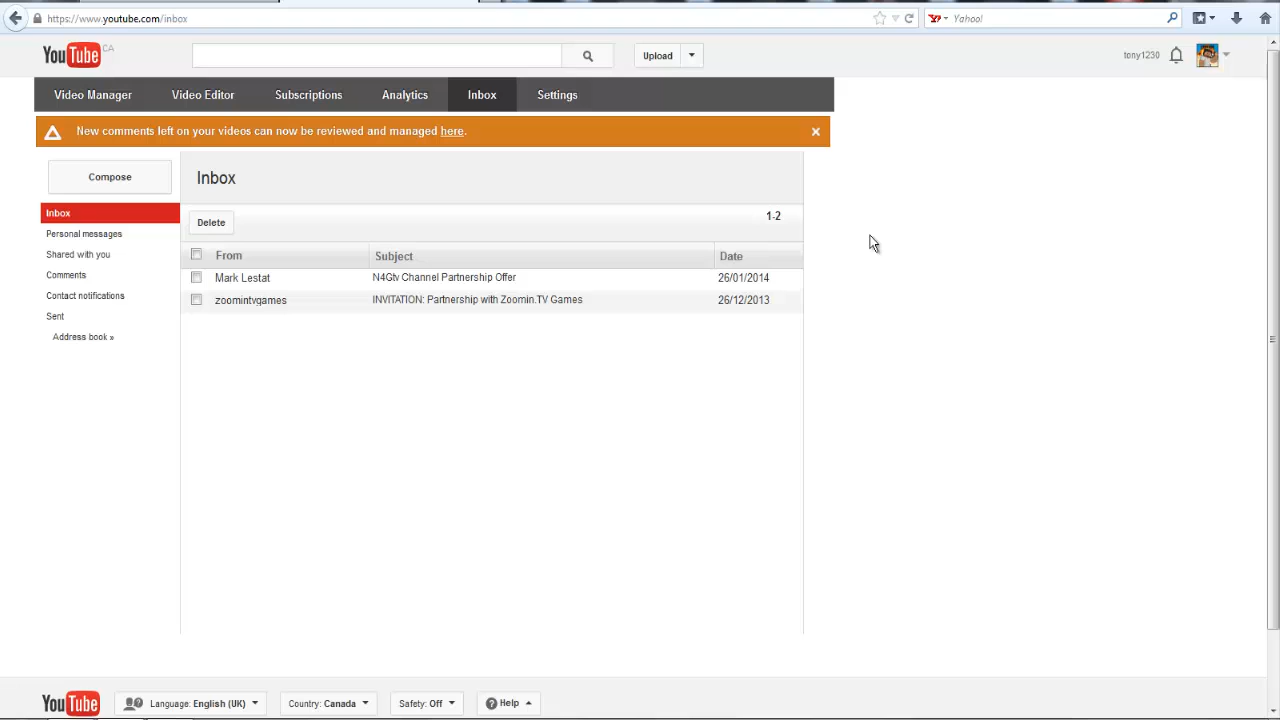 https://www.youtube.com/inbox
Yahoo!
YouTube CA
Upload
tony1230
Video Manager Video Editor Subscriptions Analytics Inbox Settings
New comments left on your videos can now be reviewed and managed here.
Compose
Inbox
Inbox
Personal messages
Shared with you
Comments
Contact notifications
Sent
Address book »
Delete
1-2
From Subject Date
Mark Lestat N4Gtv Channel Partnership Offer 26/01/2014
zoomintvgames INVITATION: Partnership with Zoomin.TV Games 26/12/2013
YouTube Language: English (UK) Country: Canada Safety: Off Help